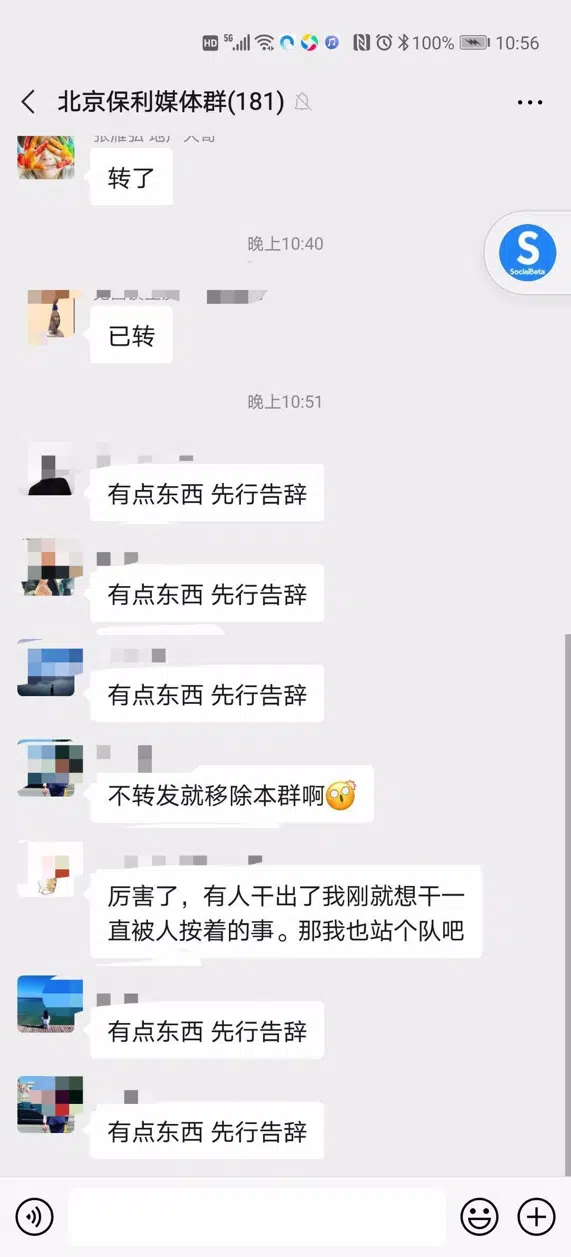 HD 5G 100% 10:56
北京保利媒体群(181)
转了
晚上10:40
S
SocialBeta
已转
晚上10:51
有点东西 先行告辞
有点东西 先行告辞
有点东西 先行告辞
不转发就移除本群啊
厉害了，有人干出了我刚就想干一
直被人按着的事。那我也站个队吧
有点东西 先行告辞
有点东西 先行告辞